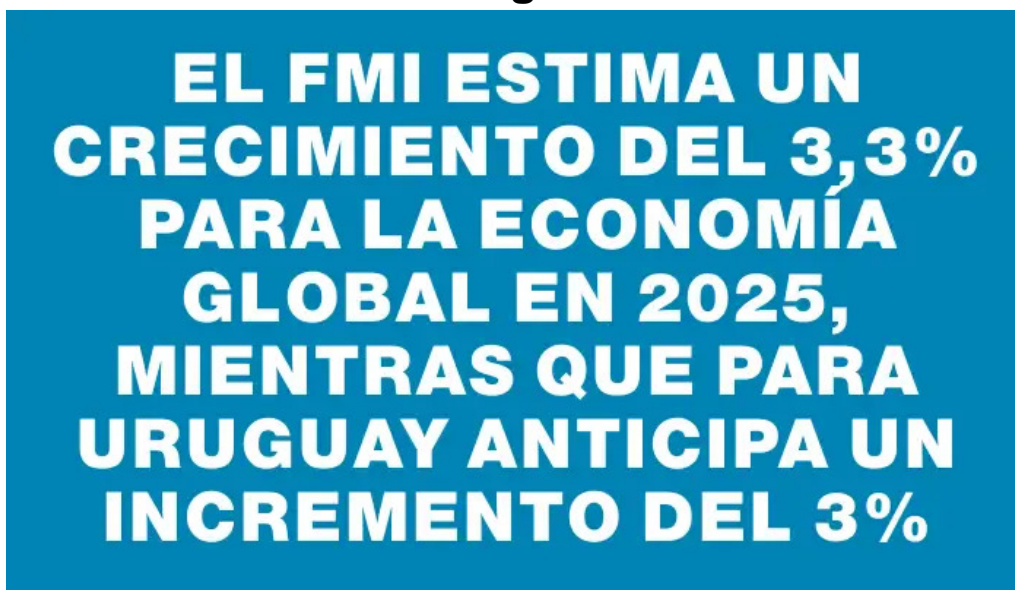 EL FMI ESTIMA UN
CRECIMIENTO DEL 3,3%
PARA LA ECONOMÍA
GLOBAL EN 2025,
MIENTRAS QUE PARA
URUGUAY ANTICIPA UN
INCREMENTO DEL 3%